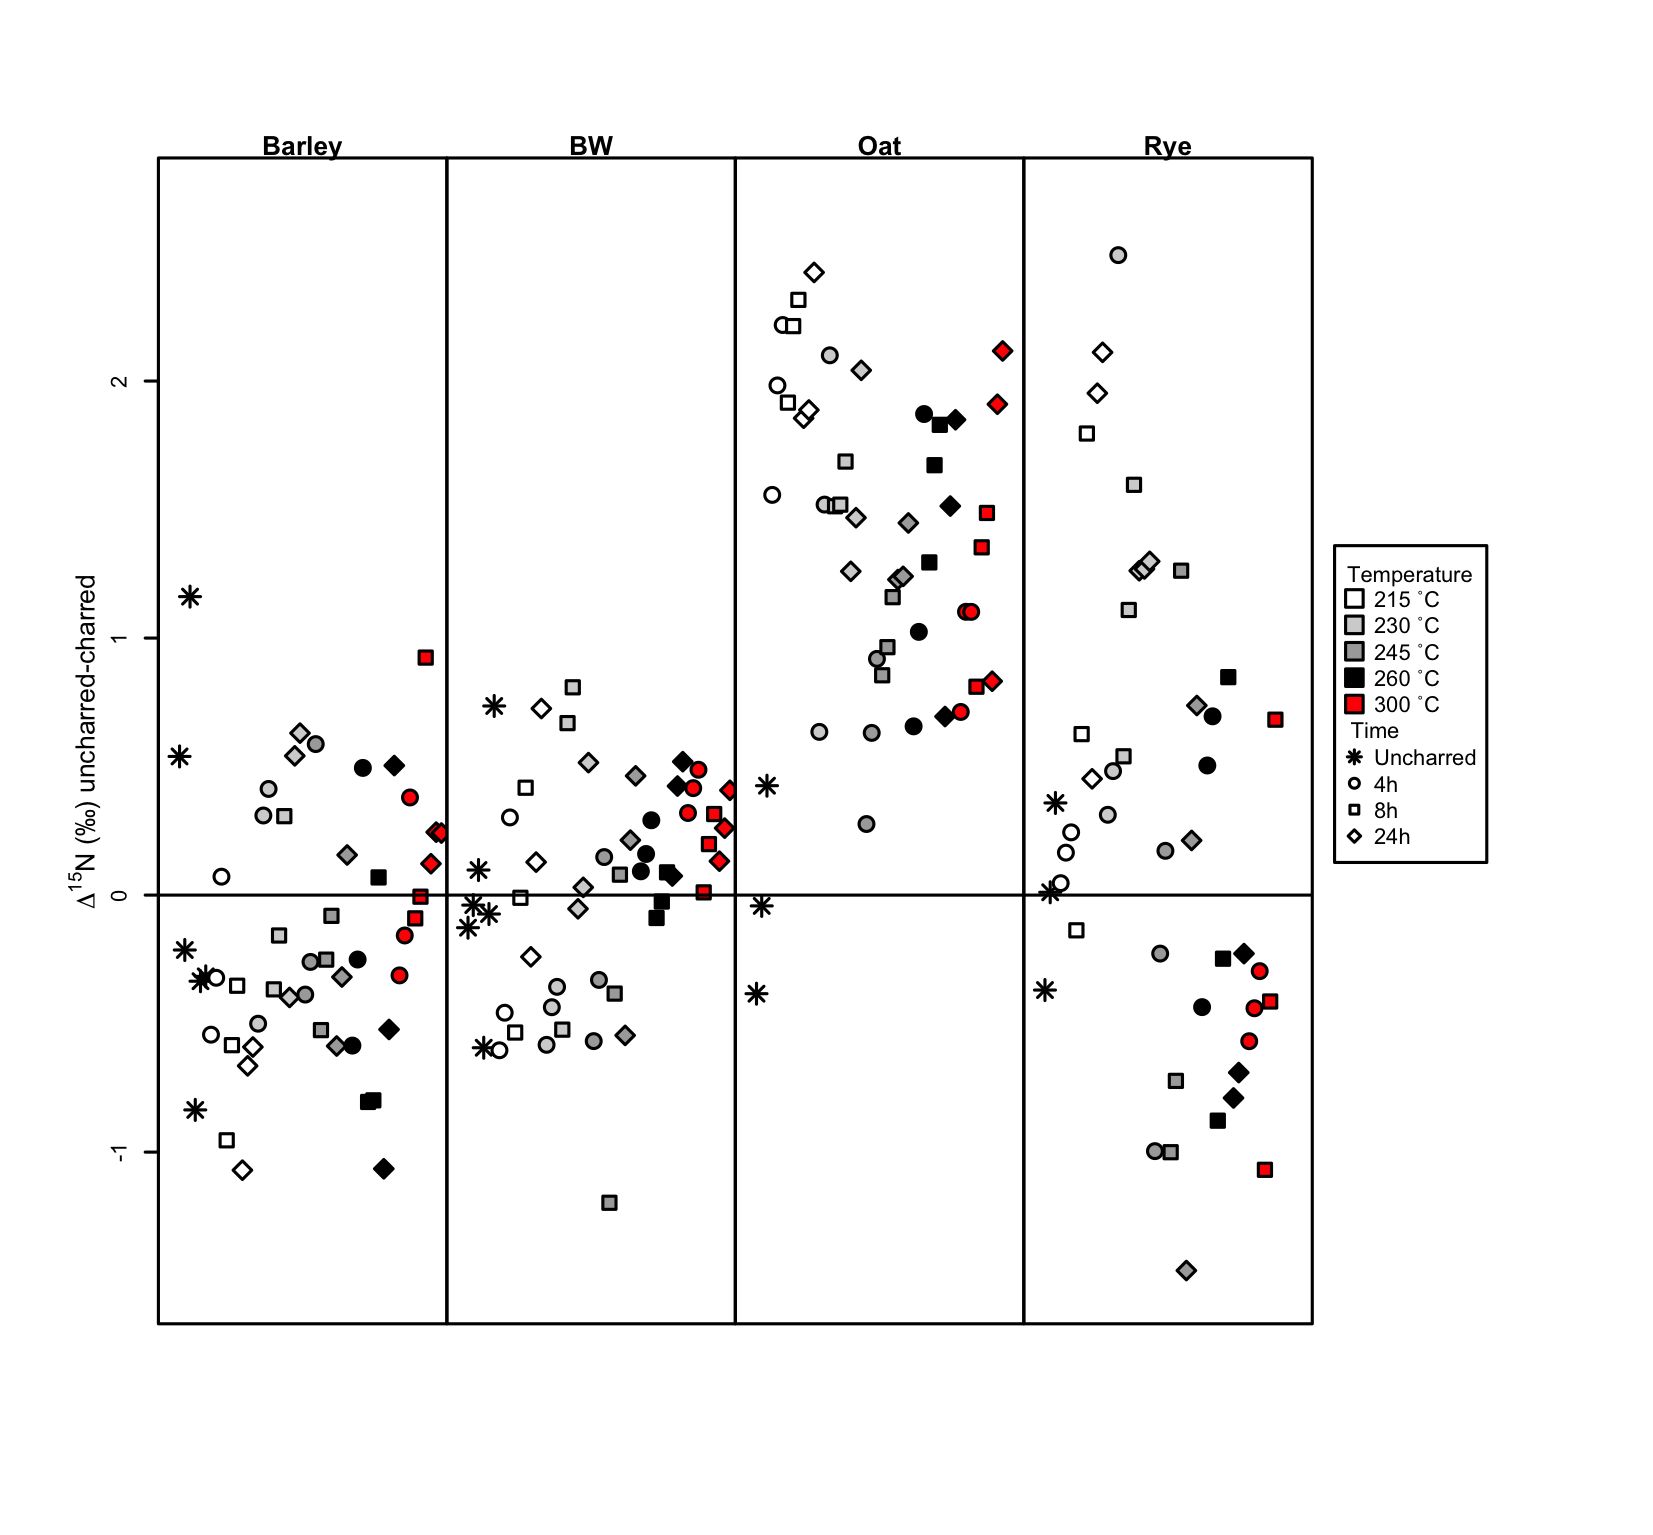 Barley BW Oat Rye
2
1
0
-1
Δ15N (‰) uncharred-charred
Temperature
215 °C
230 °C
245 °C
260 °C
300 °C
Time
Uncharred
4h
8h
24h